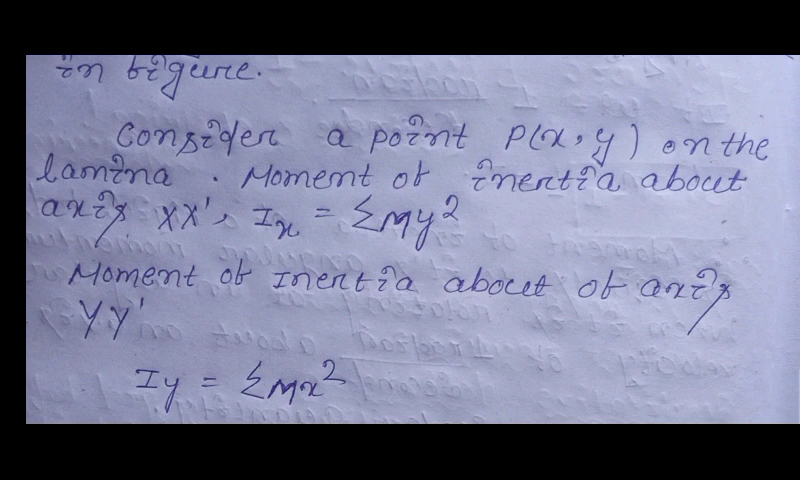 in figure.
Consider a point P(x, y) on the
lamina. Moment of inertia about
axis XX', Ix = ΣMy²
Moment of Inertia about of axis
YY'
Iy = ΣMx²